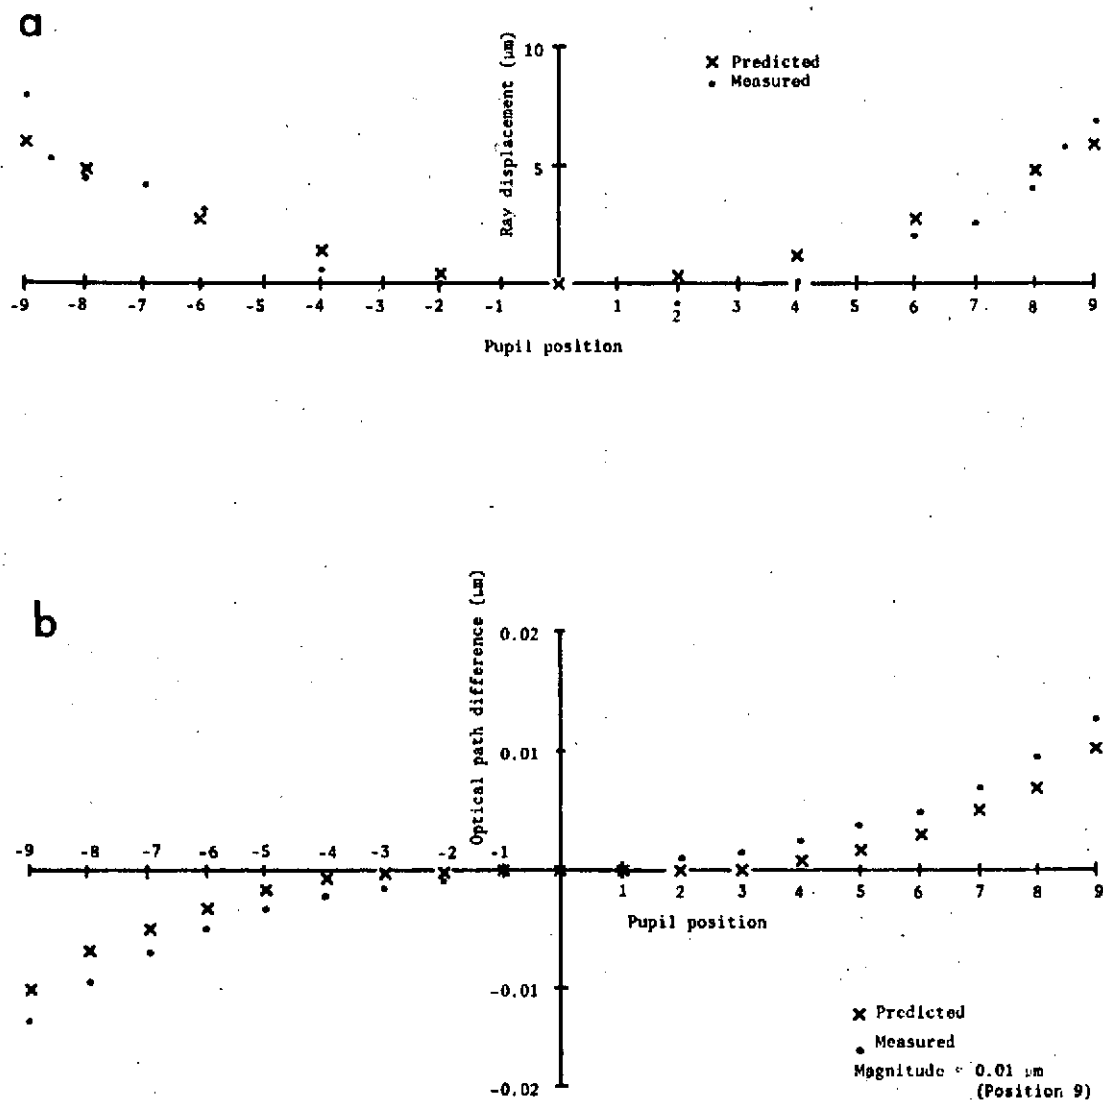 a
Ray displacement (μm)
10
5
× Predicted
• Measured
-9 -8 -7 -6 -5 -4 -3 -2 -1 1 2 3 4 5 6 7 8 9
Pupil position
b
Optical path difference (μm)
0.02
0.01
-9 -8 -7 -6 -5 -4 -3 -2 -1
1 2 3 4 5 6 7 8 9
Pupil position
-0.01
× Predicted
• Measured
Magnitude = 0.01 μm
(Position 9)
-0.02